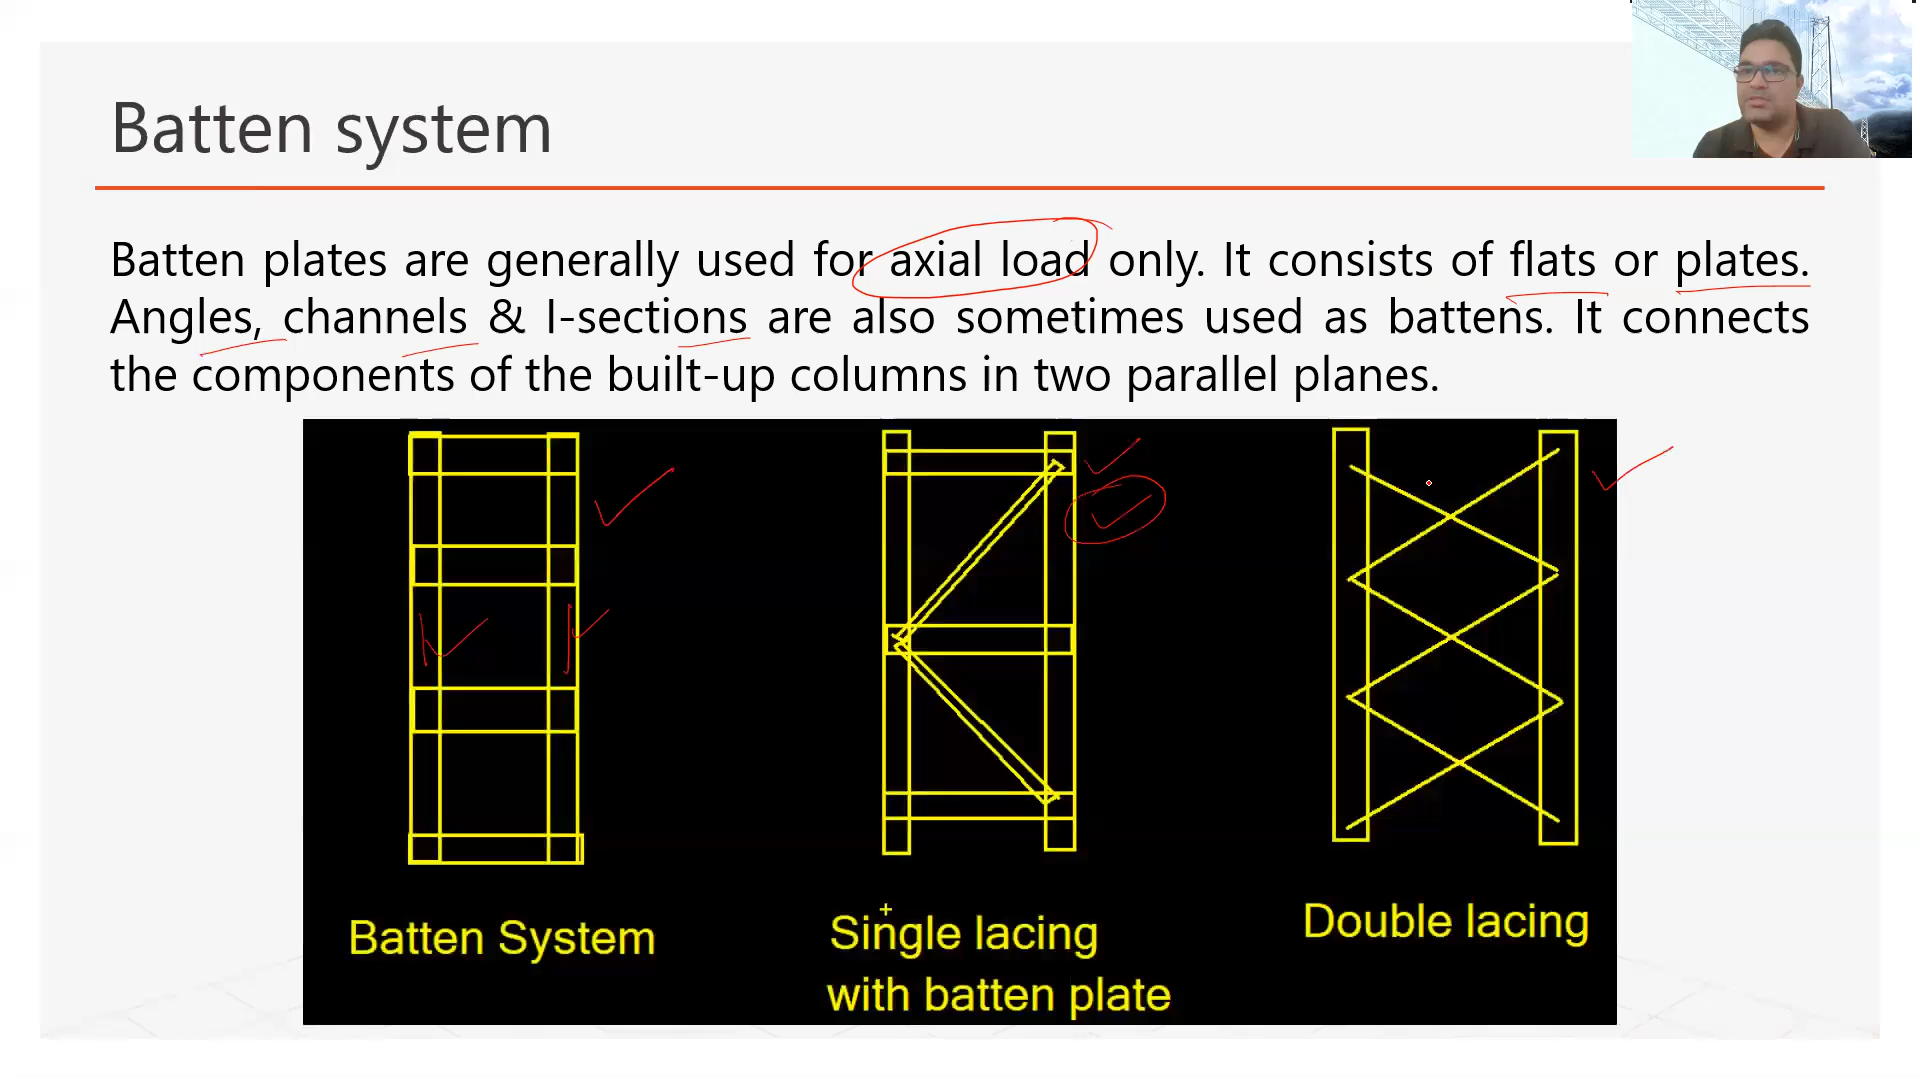 Batten system
Batten plates are generally used for axial load only. It consists of flats or plates.
Angles, channels & I-sections are also sometimes used as battens. It connects
the components of the built-up columns in two parallel planes.
Batten System
Single lacing
with batten plate
Double lacing